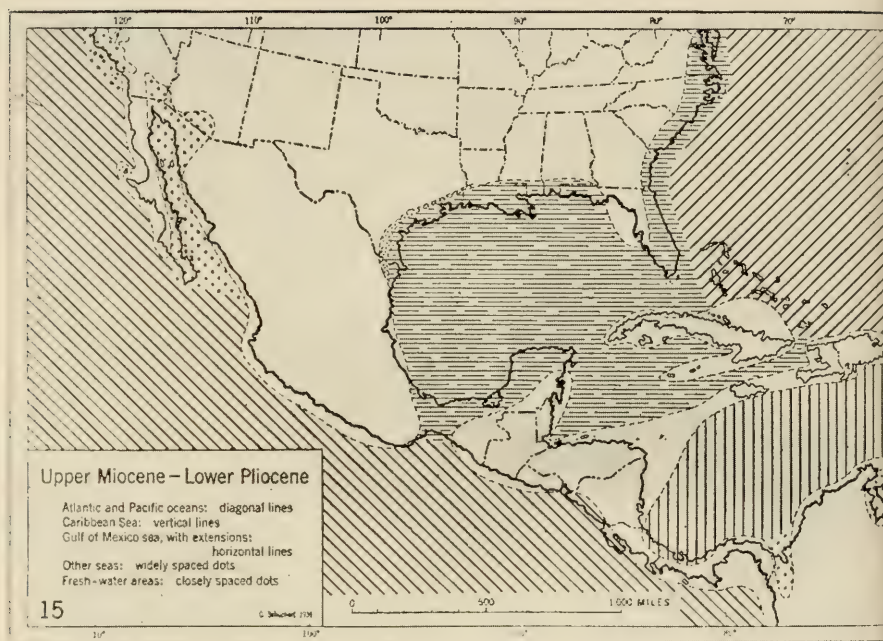 120° 110° 100° 90° 80° 70°
Upper Miocene – Lower Pliocene
Atlantic and Pacific oceans: diagonal lines
Caribbean Sea: vertical lines
Gulf of Mexico sea, with extensions:
horizontal lines
Other seas: widely spaced dots
Fresh-water areas: closely spaced dots
15
0 500 1000 MILES